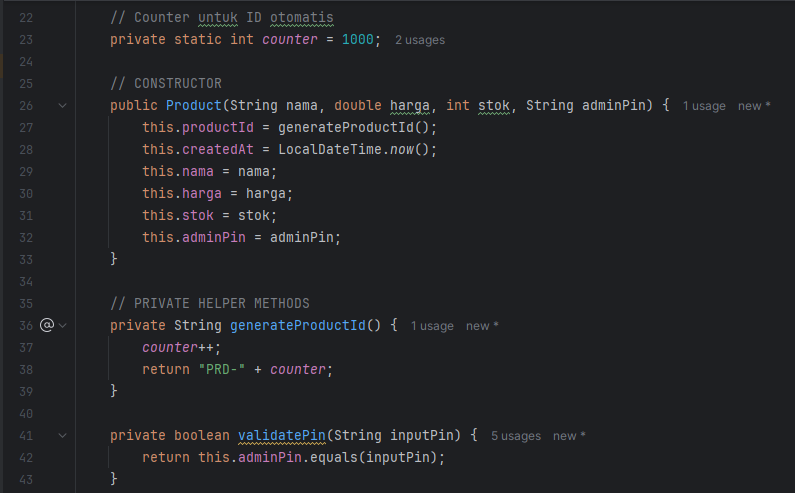 22 // Counter untuk ID otomatis
23 private static int counter = 1000; 2 usages
24
25 // CONSTRUCTOR
26 public Product(String nama, double harga, int stok, String adminPin) { 1 usage new *
27 this.productId = generateProductId();
28 this.createdAt = LocalDateTime.now();
29 this.nama = nama;
30 this.harga = harga;
31 this.stok = stok;
32 this.adminPin = adminPin;
33 }
34
35 // PRIVATE HELPER METHODS
36 @ private String generateProductId() { 1 usage new *
37 counter++;
38 return "PRD-" + counter;
39 }
40
41 private boolean validatePin(String inputPin) { 5 usages new *
42 return this.adminPin.equals(inputPin);
43 }